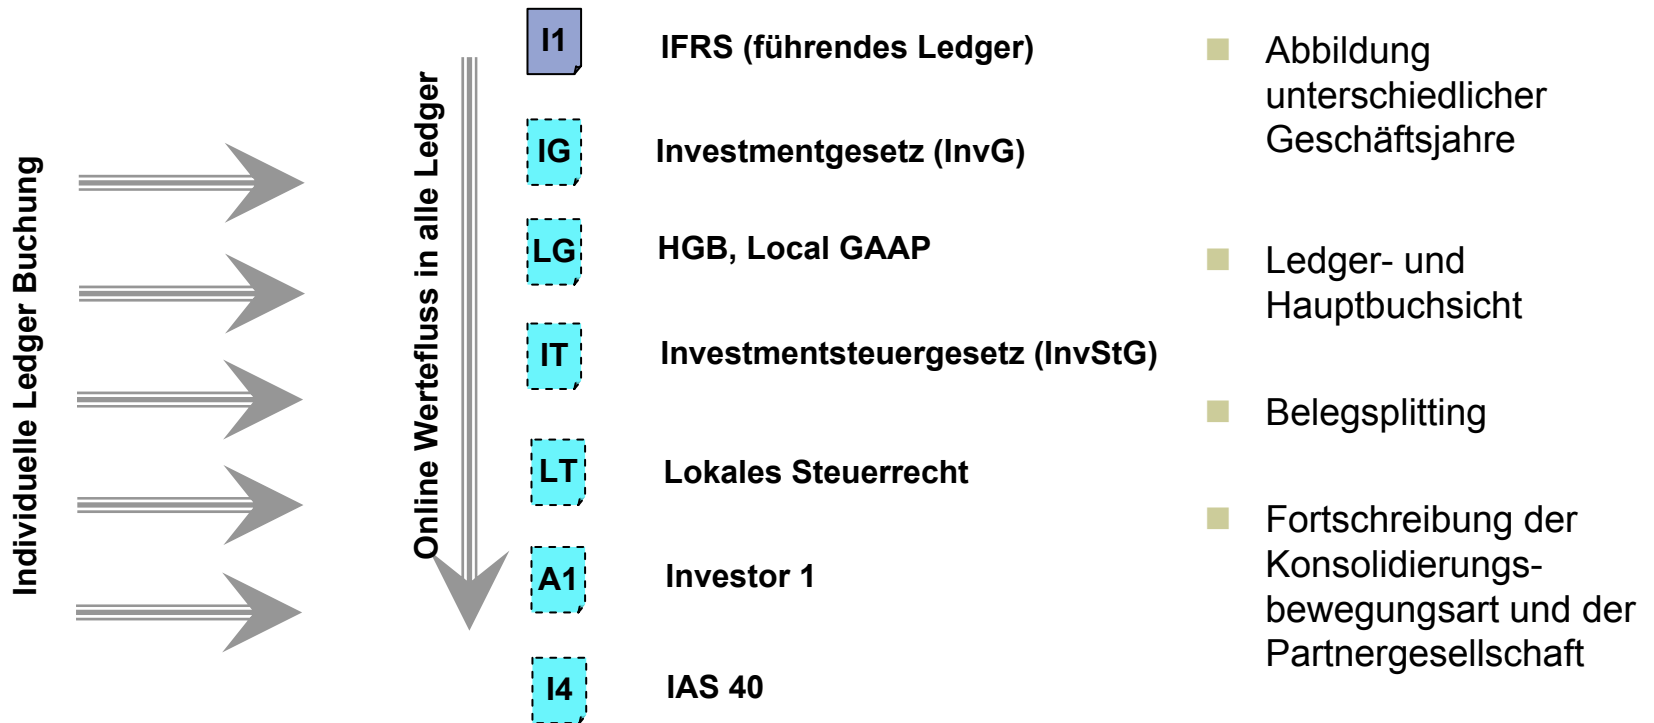 Individuelle Ledger Buchung
Online Wertefluss in alle Ledger
I1 IFRS (führendes Ledger)
IG Investmentgesetz (InvG)
LG HGB, Local GAAP
IT Investmentsteuergesetz (InvStG)
LT Lokales Steuerrecht
A1 Investor 1
I4 IAS 40
Abbildung
unterschiedlicher
Geschäftsjahre
Ledger- und
Hauptbuchsicht
Belegsplitting
Fortschreibung der
Konsolidierungs-
bewegungsart und der
Partnergesellschaft